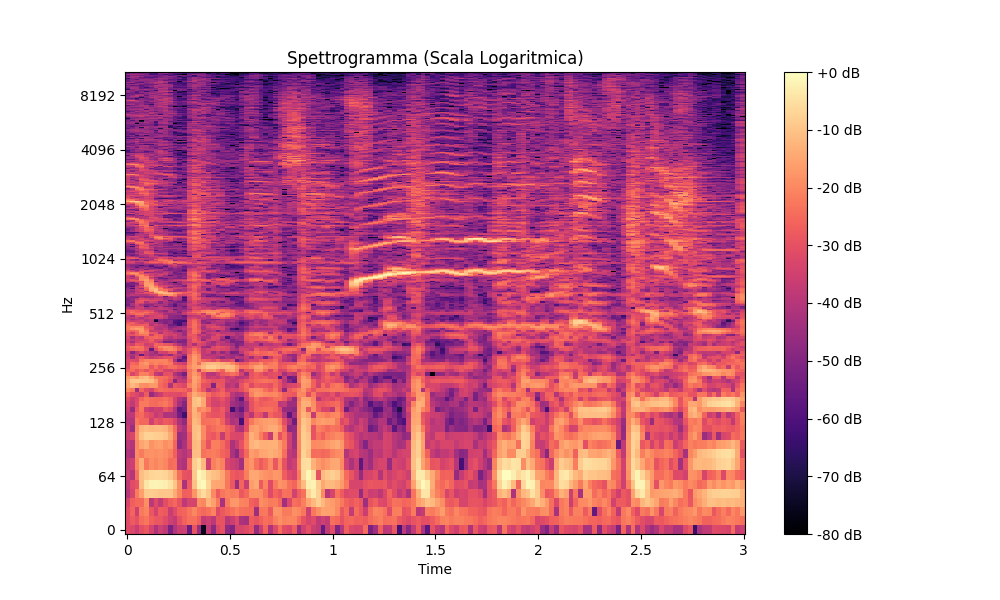 Spettrogramma (Scala Logaritmica)
Hz
8192
4096
2048
1024
512
256
128
64
0
0 0.5 1 1.5 2 2.5 3
Time
+0 dB
-10 dB
-20 dB
-30 dB
-40 dB
-50 dB
-60 dB
-70 dB
-80 dB